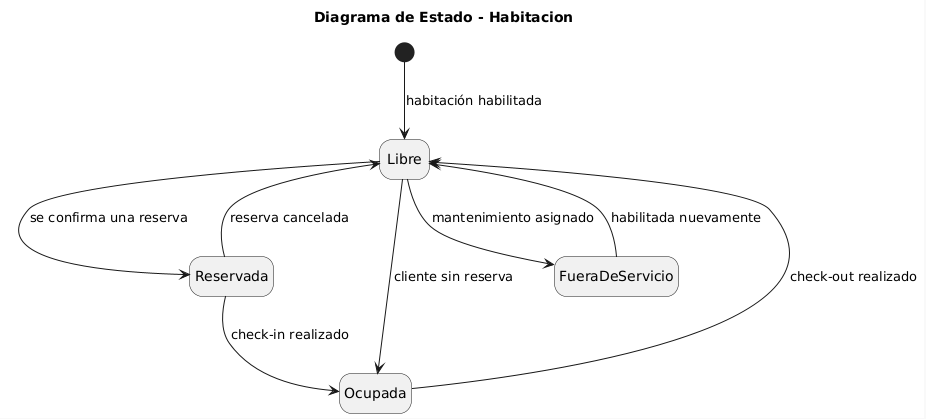 Diagrama de Estado - Habitacion
habitación habilitada
Libre
se confirma una reserva
reserva cancelada
mantenimiento asignado
habilitada nuevamente
Reservada
cliente sin reserva
FueraDeServicio
check-out realizado
check-in realizado
Ocupada